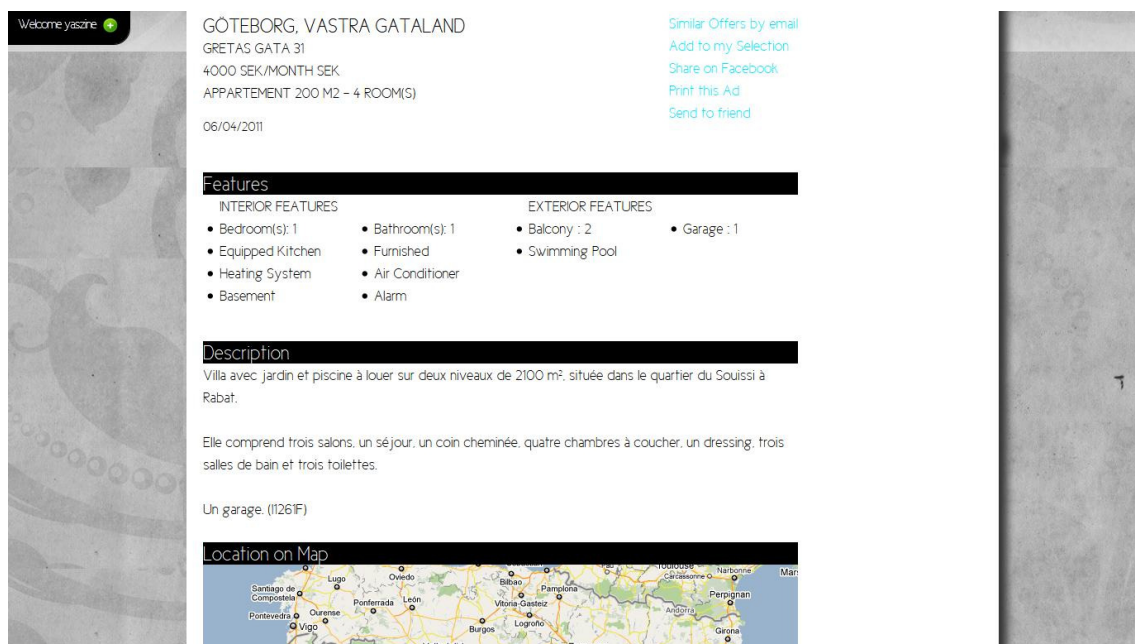 Welcome yaszine
GÖTEBORG, VASTRA GATALAND
GRETAS GATA 31
4000 SEK/MONTH SEK
APPARTEMENT 200 M2 - 4 ROOM(S)
06/04/2011
Similar Offers by email
Add to my Selection
Share on Facebook
Print this Ad
Send to friend
Features
INTERIOR FEATURES
• Bedroom(s): 1
• Bathroom(s): 1
• Equipped Kitchen
• Furnished
• Heating System
• Air Conditioner
• Basement
• Alarm
EXTERIOR FEATURES
• Balcony : 2
• Garage : 1
• Swimming Pool
Description
Villa avec jardin et piscine à louer sur deux niveaux de 2100 m², située dans le quartier du Souissi à
Rabat.
Elle comprend trois salons, un séjour, un coin cheminée, quatre chambres à coucher, un dressing, trois
salles de bain et trois toilettes.
Un garage. (11261F)
Location on Map
Santiago de
Compostela
Lugo
Oviedo
Bilbao
Pamplona
Toulouse
Carcassonne
Narbonne
Perpignan
Pontevedra
Ourense
Ponferrada
León
Vitoria-Gasteiz
Andorra
Vigo
Burgos
Logroño
Girona